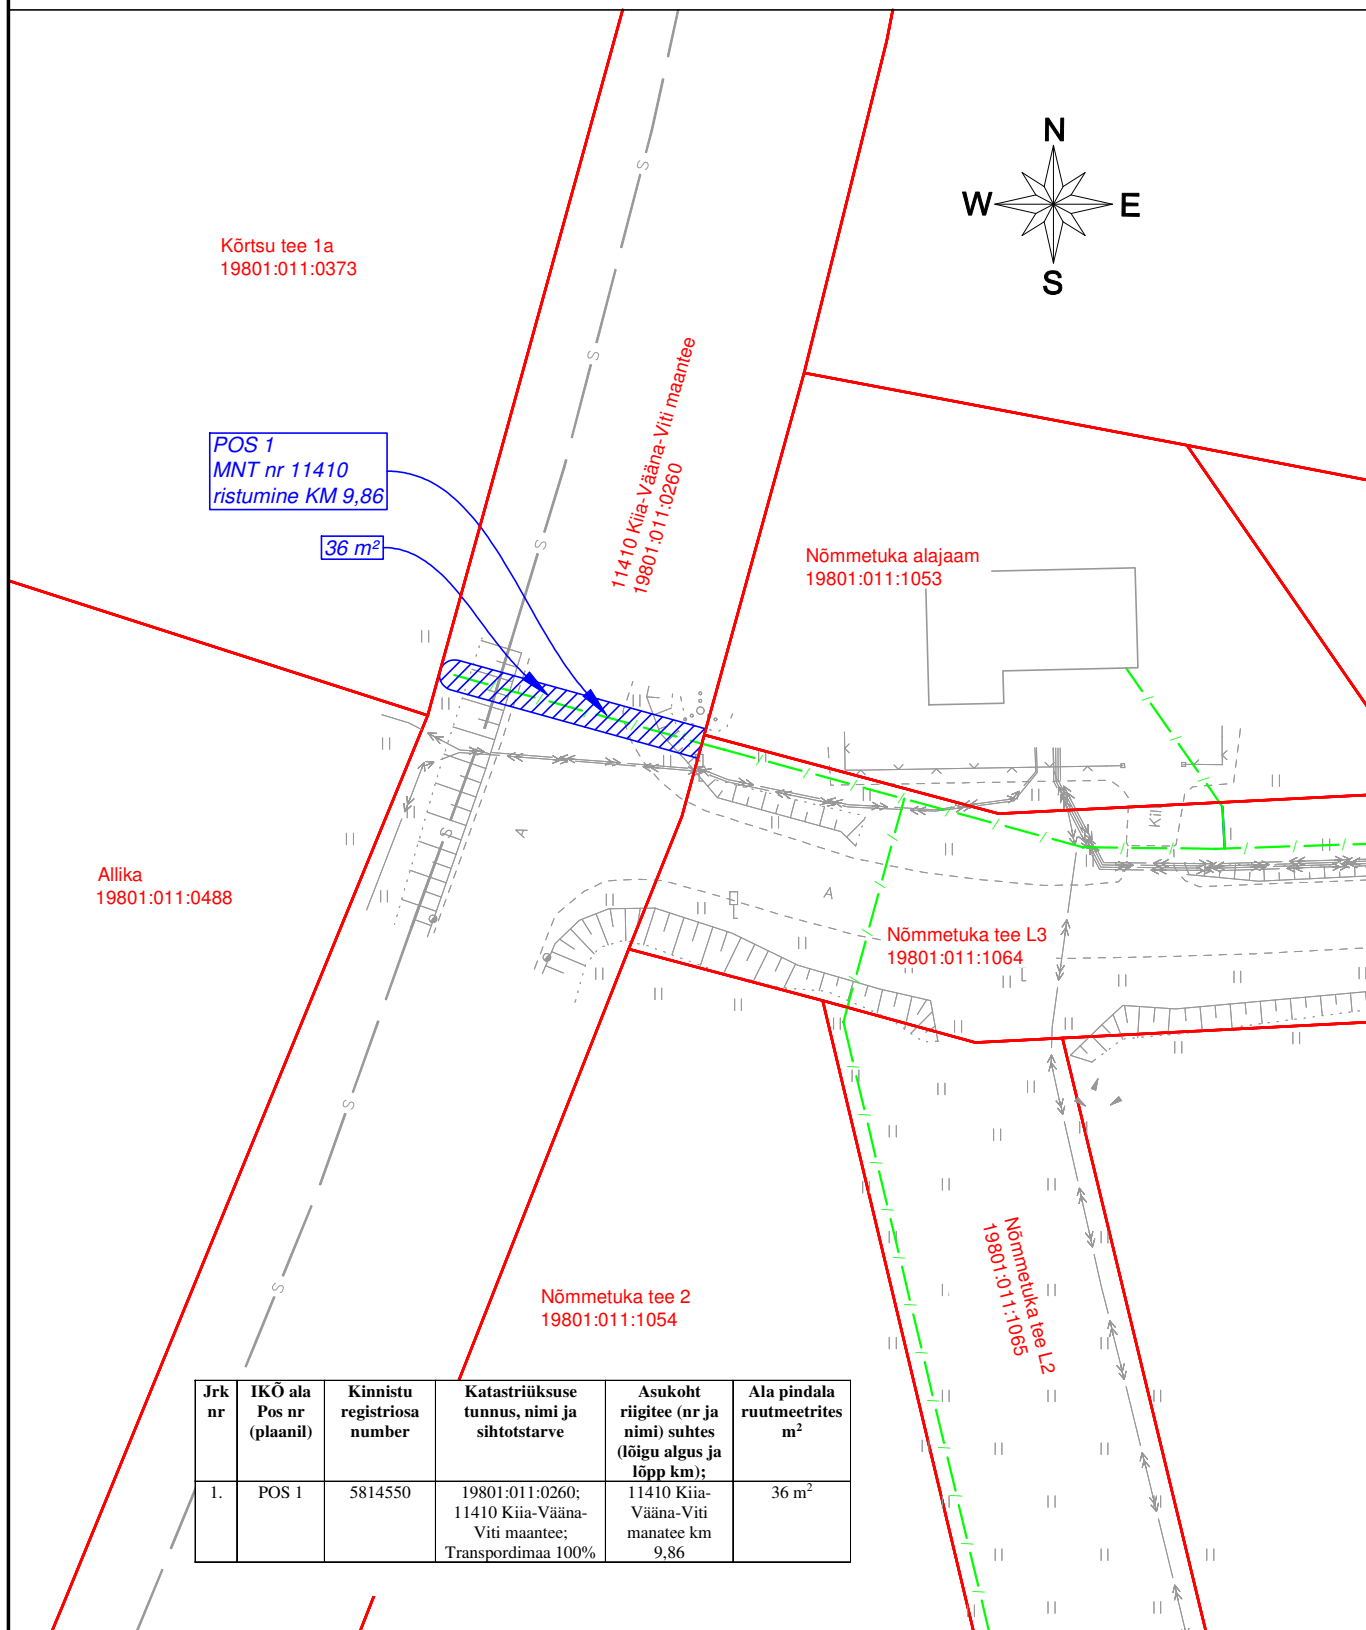 N
W E
S
Kõrtsu tee 1a
19801:011:0373
11410 Kiia-Vääna-Viti maantee
19801:011:0260
POS 1
MNT nr 11410
ristumine KM 9,86
36 m²
Nõmmetuka alajaam
19801:011:1053
Allika
19801:011:0488
Nõmmetuka tee L3
19801:011:1064
Nõmmetuka tee L2
19801:011:1065
Nõmmetuka tee 2
19801:011:1054
S
S
S
S
S
S
A
A
Kil
Jrk nr
IKÕ ala Pos nr (plaanil)
Kinnistu registriosa number
Katastriüksuse tunnus, nimi ja sihtotstarve
Asukoht riigitee (nr ja nimi) suhtes (lõigu algus ja lõpp km);
Ala pindala ruutmeetrites m²
1.
POS 1
5814550
19801:011:0260; 11410 Kiia-Vääna-Viti maantee; Transpordimaa 100%
11410 Kiia-Vääna-Viti manatee km 9,86
36 m²